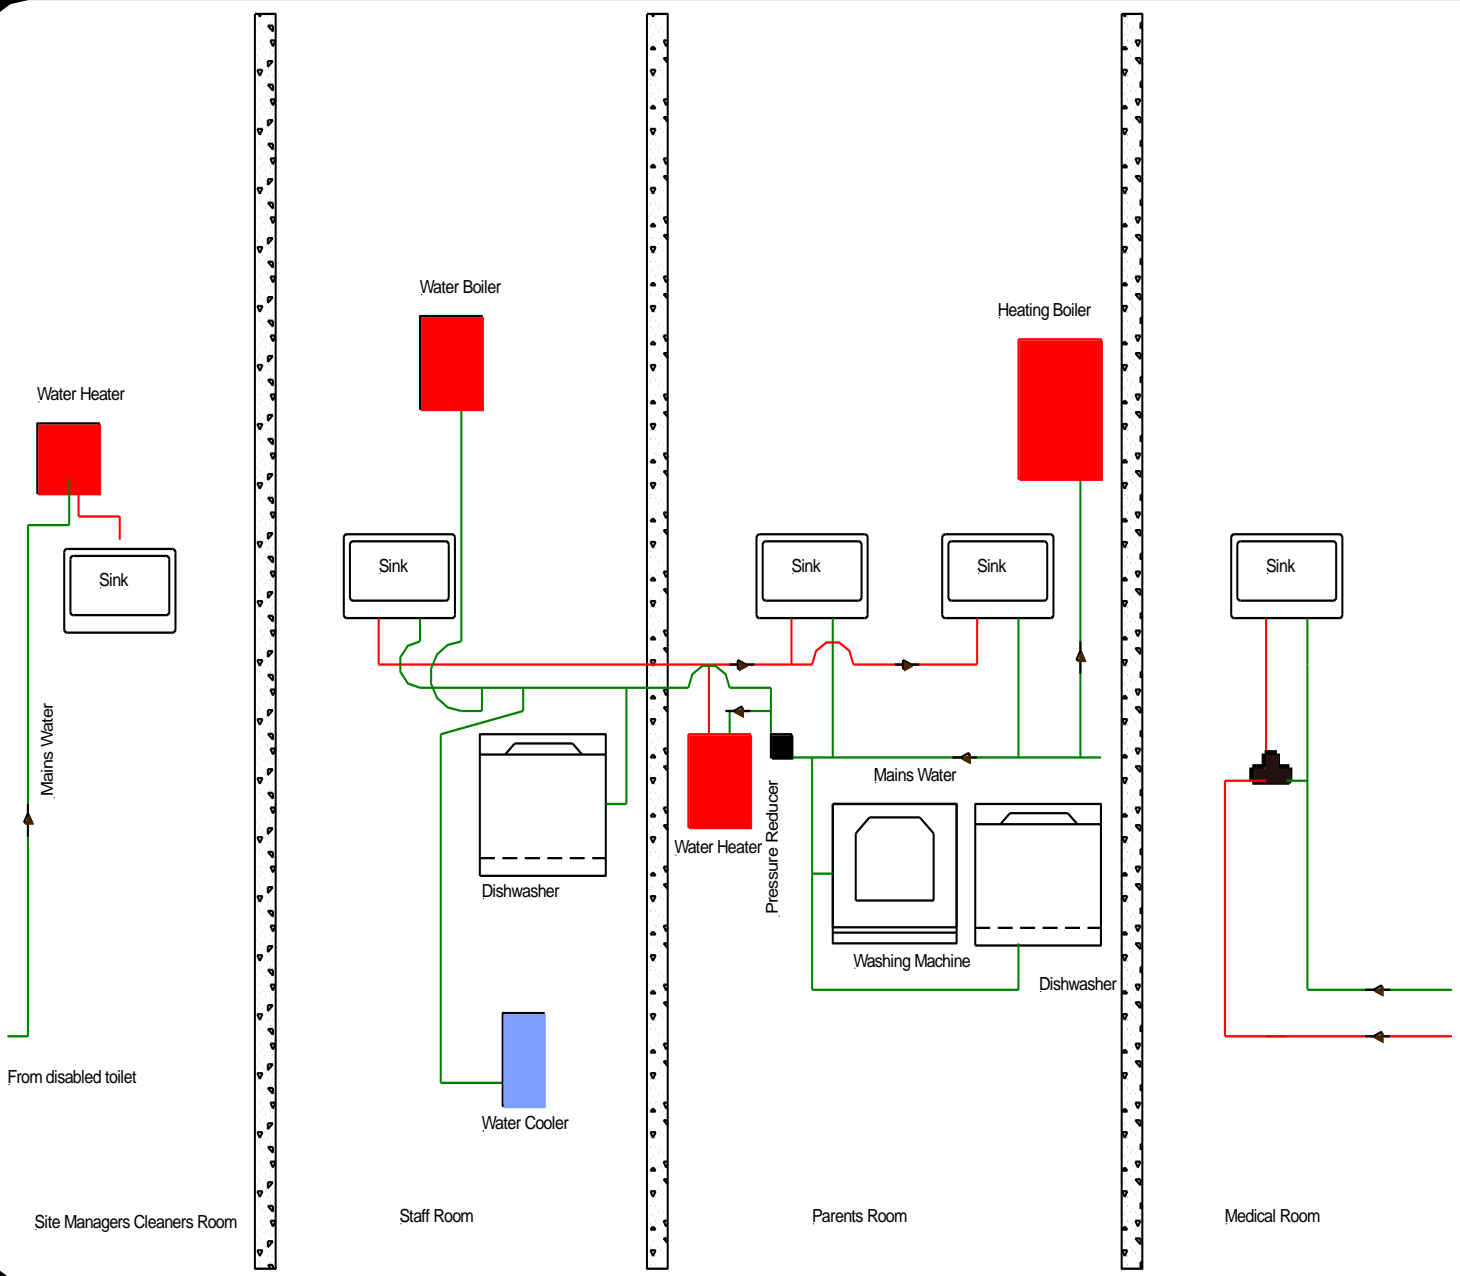 Water Boiler
Heating Boiler
Water Heater
Sink
Sink
Sink
Sink
Sink
Mains Water
Mains Water
Pressure Reducer
Water Heater
Dishwasher
Washing Machine
Dishwasher
From disabled toilet
Water Cooler
Site Managers Cleaners Room
Staff Room
Parents Room
Medical Room